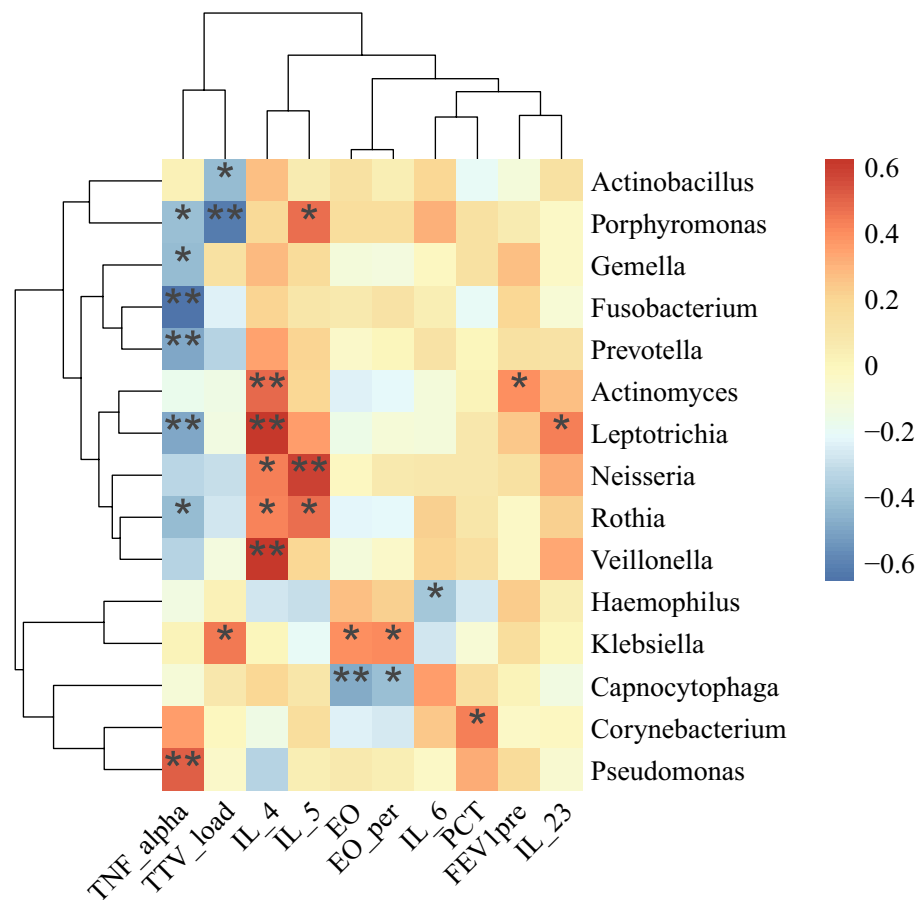 * Actinobacillus 0.6
* ** * Porphyromonas
* Gemella 0.4
** Fusobacterium 0.2
** Prevotella 0
** * Actinomyces
** ** * Leptotrichia −0.2
* ** Neisseria
* * * Rothia −0.4
** Veillonella −0.6
* Haemophilus
* * * Klebsiella
** * Capnocytophaga
* Corynebacterium
** Pseudomonas
TNF_alpha
TTV_load
IL_4
IL_5
EO
EO_per
IL_6
PCT
FEV1pre
IL_23